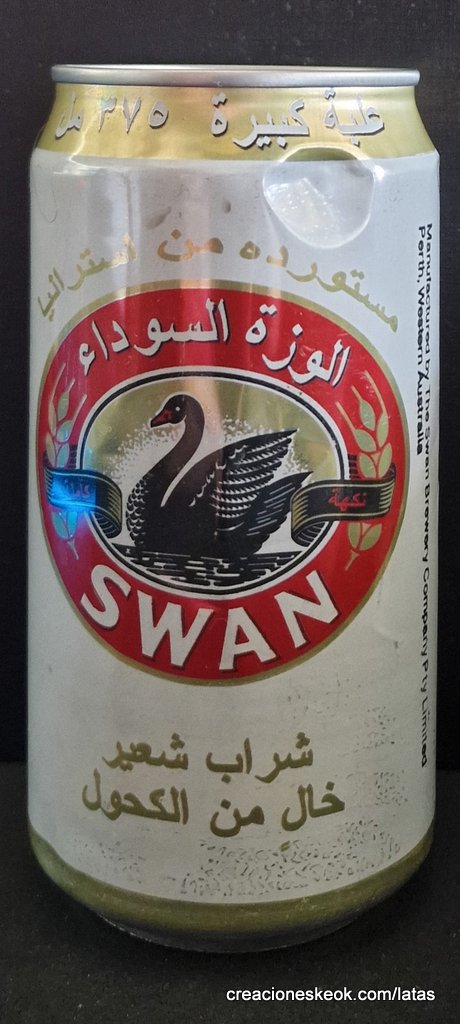 علبة كبيرة ٣٧٥ مل
مستورده من استراليا
الوزة السوداء
نكهة كاملة
SWAN
شراب شعير
خالٍ من الكحول
Manufactured by The Swan Brewery Company Pty Limited
Perth, Western Australia
creacioneskeok.com/latas